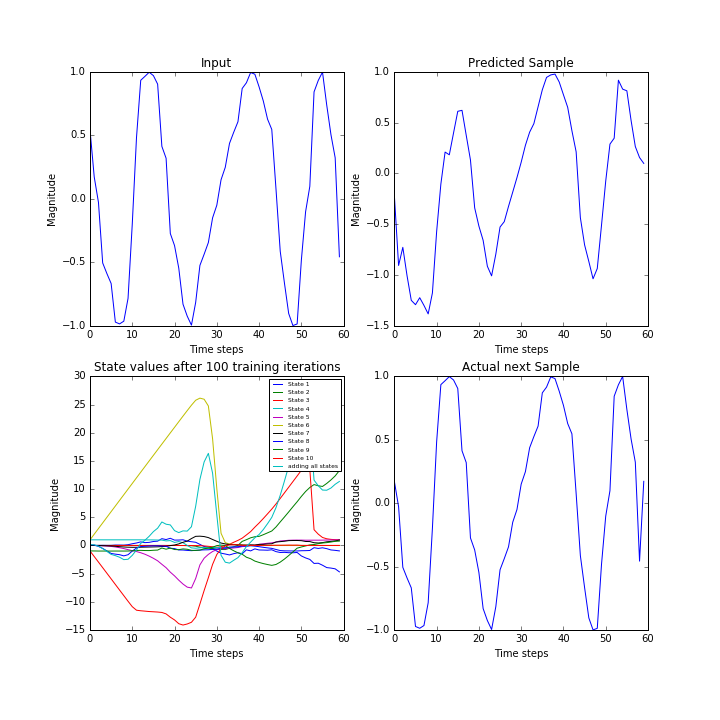 Input
Magnitude
1.0
0.5
0.0
−0.5
−1.0
0 10 20 30 40 50 60
Time steps
Predicted Sample
Magnitude
1.0
0.5
0.0
−0.5
−1.0
−1.5
0 10 20 30 40 50 60
Time steps
State values after 100 training iterations
Magnitude
30
25
20
15
10
5
0
−5
−10
−15
0 10 20 30 40 50 60
Time steps
State 1
State 2
State 3
State 4
State 5
State 6
State 7
State 8
State 9
State 10
adding all states
Actual next Sample
Magnitude
1.0
0.5
0.0
−0.5
−1.0
0 10 20 30 40 50 60
Time steps